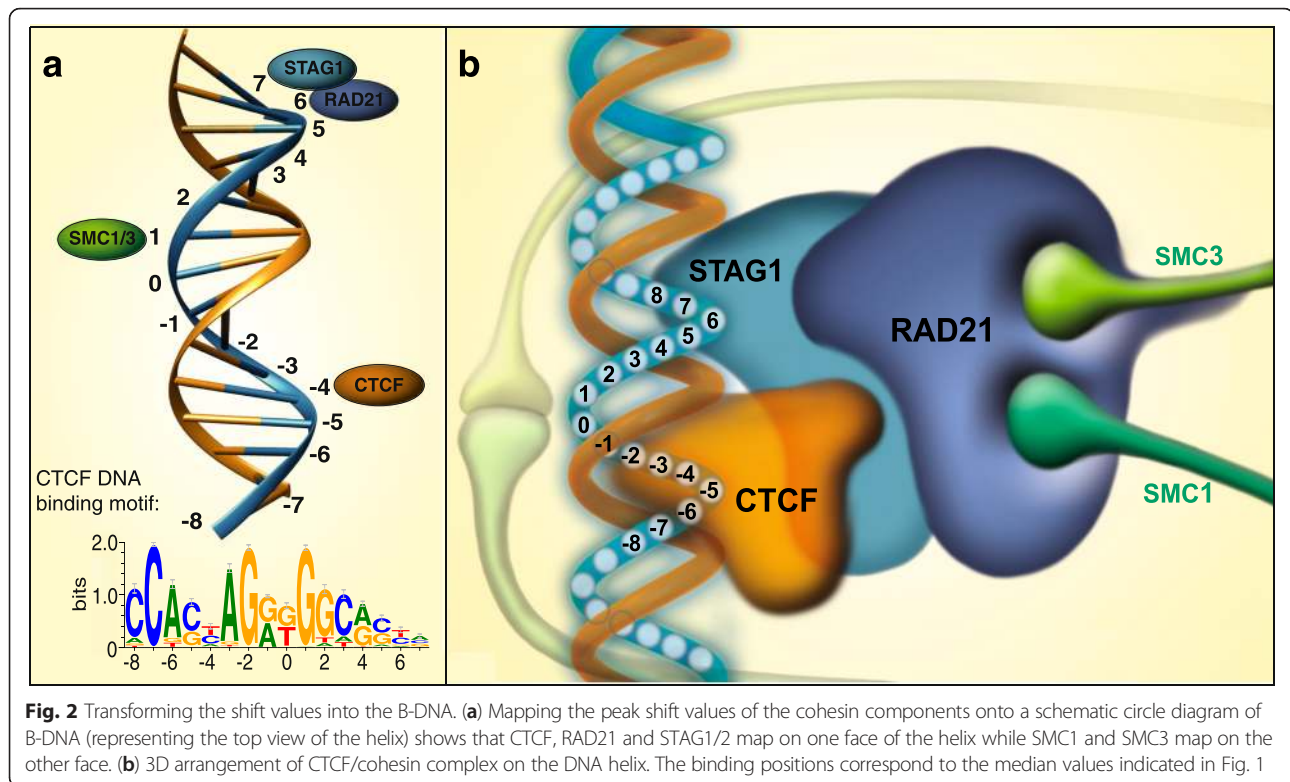 a
STAG1
7
6
RAD21
5
4
3
2
SMC1/3
1
0
-1
-2
-3
-4
CTCF
-5
-6
-7
-8
CTCF DNA
binding motif:
2.0
bits
1.0
0
-8 -6 -4 -2 0 2 4 6
b
STAG1
SMC3
RAD21
SMC1
CTCF
8
7
6
5
4
3
2
1
0
-1
-2
-3
-4
-5
-6
-7
-8
Fig. 2 Transforming the shift values into the B-DNA. (a) Mapping the peak shift values of the cohesin components onto a schematic circle diagram of
B-DNA (representing the top view of the helix) shows that CTCF, RAD21 and STAG1/2 map on one face of the helix while SMC1 and SMC3 map on the
other face. (b) 3D arrangement of CTCF/cohesin complex on the DNA helix. The binding positions correspond to the median values indicated in Fig. 1